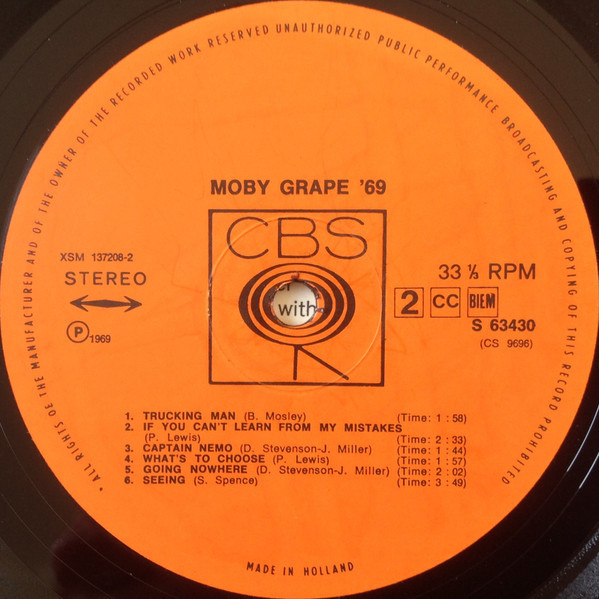 * ALL RIGHTS OF THE MANUFACTURER AND OF THE OWNER OF THE RECORDED WORK RESERVED UNAUTHORIZED PUBLIC PERFORMANCE BROADCASTING AND COPYING OF THIS RECORD PROHIBITED
MOBY GRAPE '69
CBS
XSM 137208-2
STEREO
P 1969
with
33 ⅓ RPM
2 CC BIEM
S 63430
(CS 9696)
1. TRUCKING MAN (B. Mosley) (Time: 1 : 58)
2. IF YOU CAN'T LEARN FROM MY MISTAKES
(P. Lewis) (Time: 2 : 33)
3. CAPTAIN NEMO (D. Stevenson-J. Miller) (Time: 1 : 44)
4. WHAT'S TO CHOOSE (P. Lewis) (Time: 1 : 57)
5. GOING NOWHERE (D. Stevenson-J. Miller) (Time: 2 : 02)
6. SEEING (S. Spence) (Time: 3 : 49)
MADE IN HOLLAND